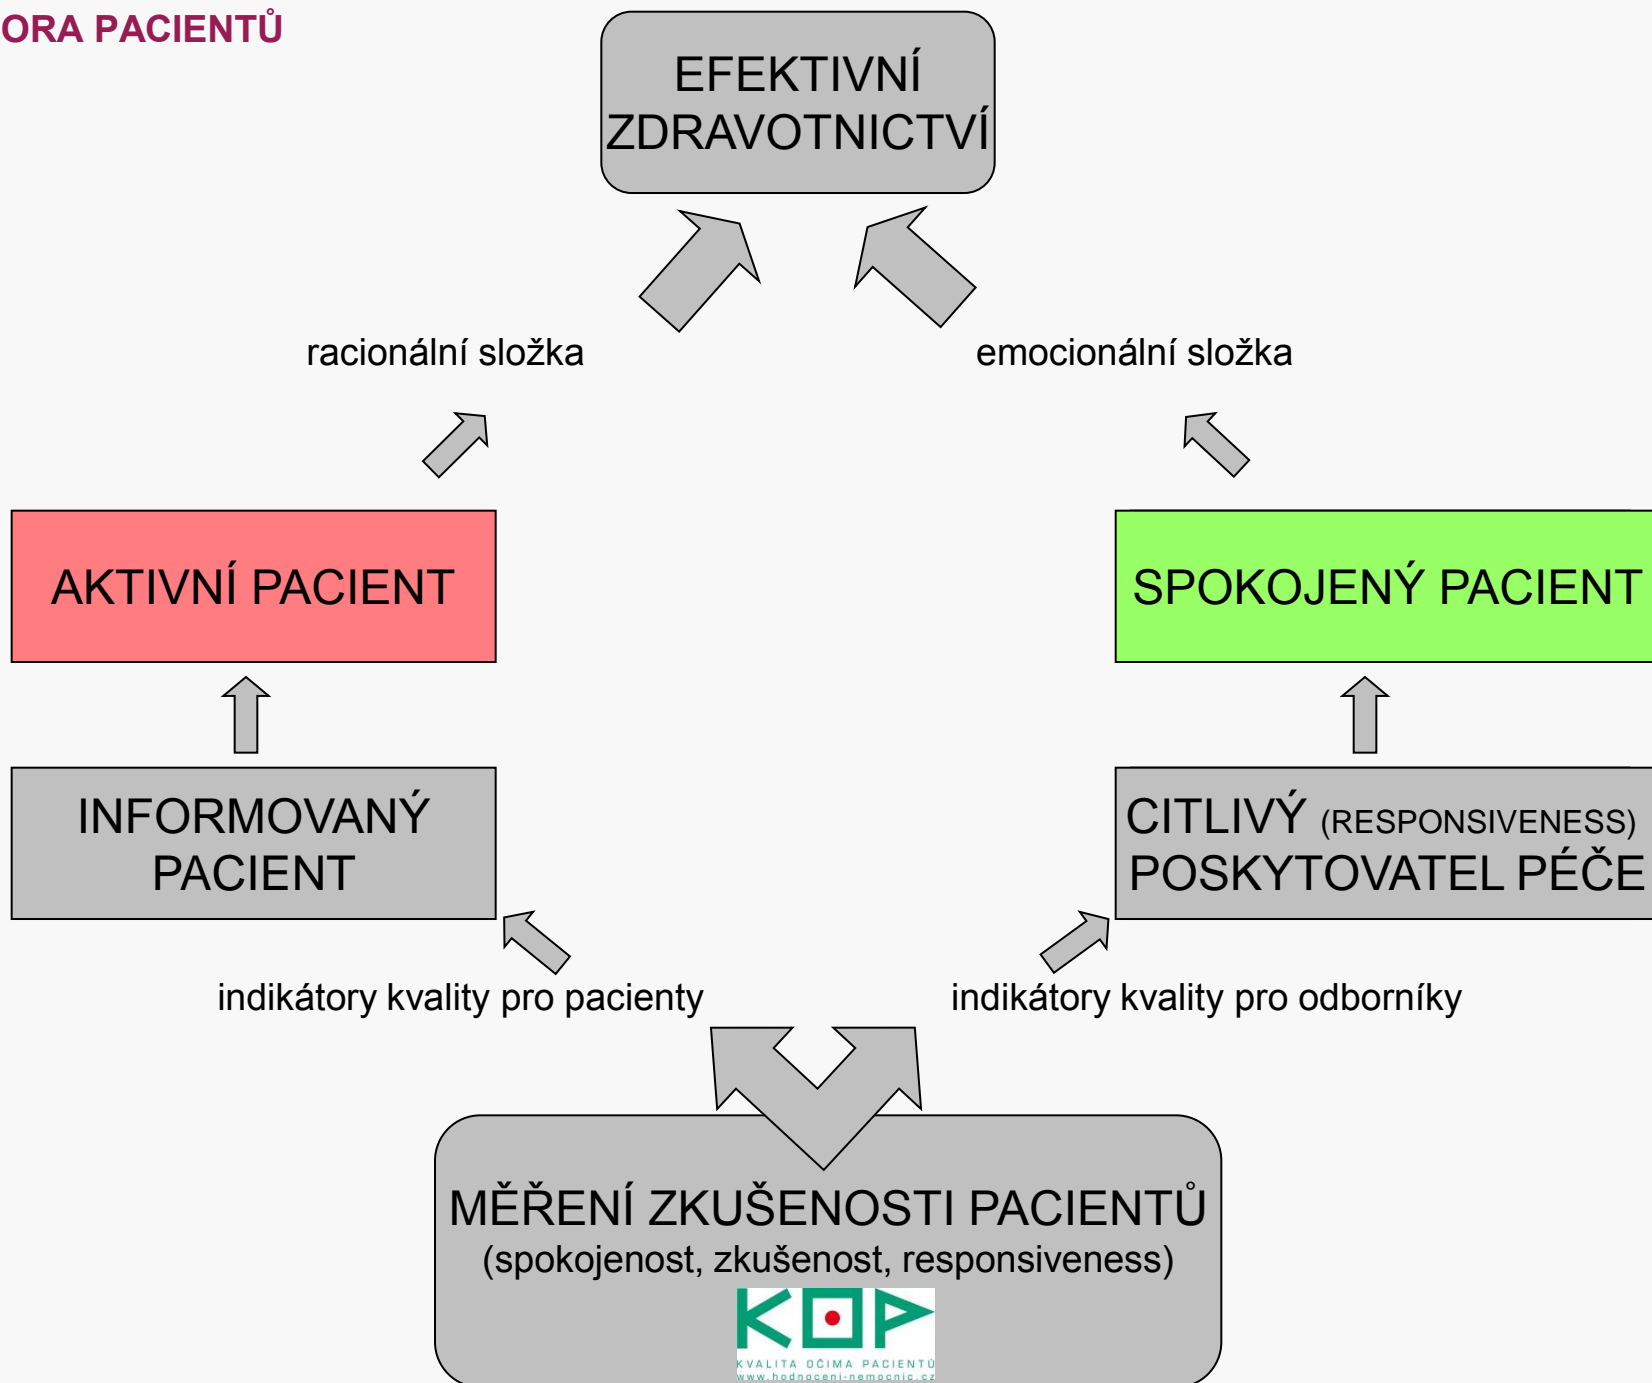 ORA PACIENTŮ
EFEKTIVNÍ
ZDRAVOTNICTVÍ
racionální složka
emocionální složka
AKTIVNÍ PACIENT
SPOKOJENÝ PACIENT
INFORMOVANÝ
PACIENT
CITLIVÝ (RESPONSIVENESS)
POSKYTOVATEL PÉČE
indikátory kvality pro pacienty
indikátory kvality pro odborníky
MĚŘENÍ ZKUŠENOSTI PACIENTŮ
(spokojenost, zkušenost, responsiveness)
KOP
KVALITA OČIMA PACIENTŮ
www.hodnoceni-nemocnic.cz